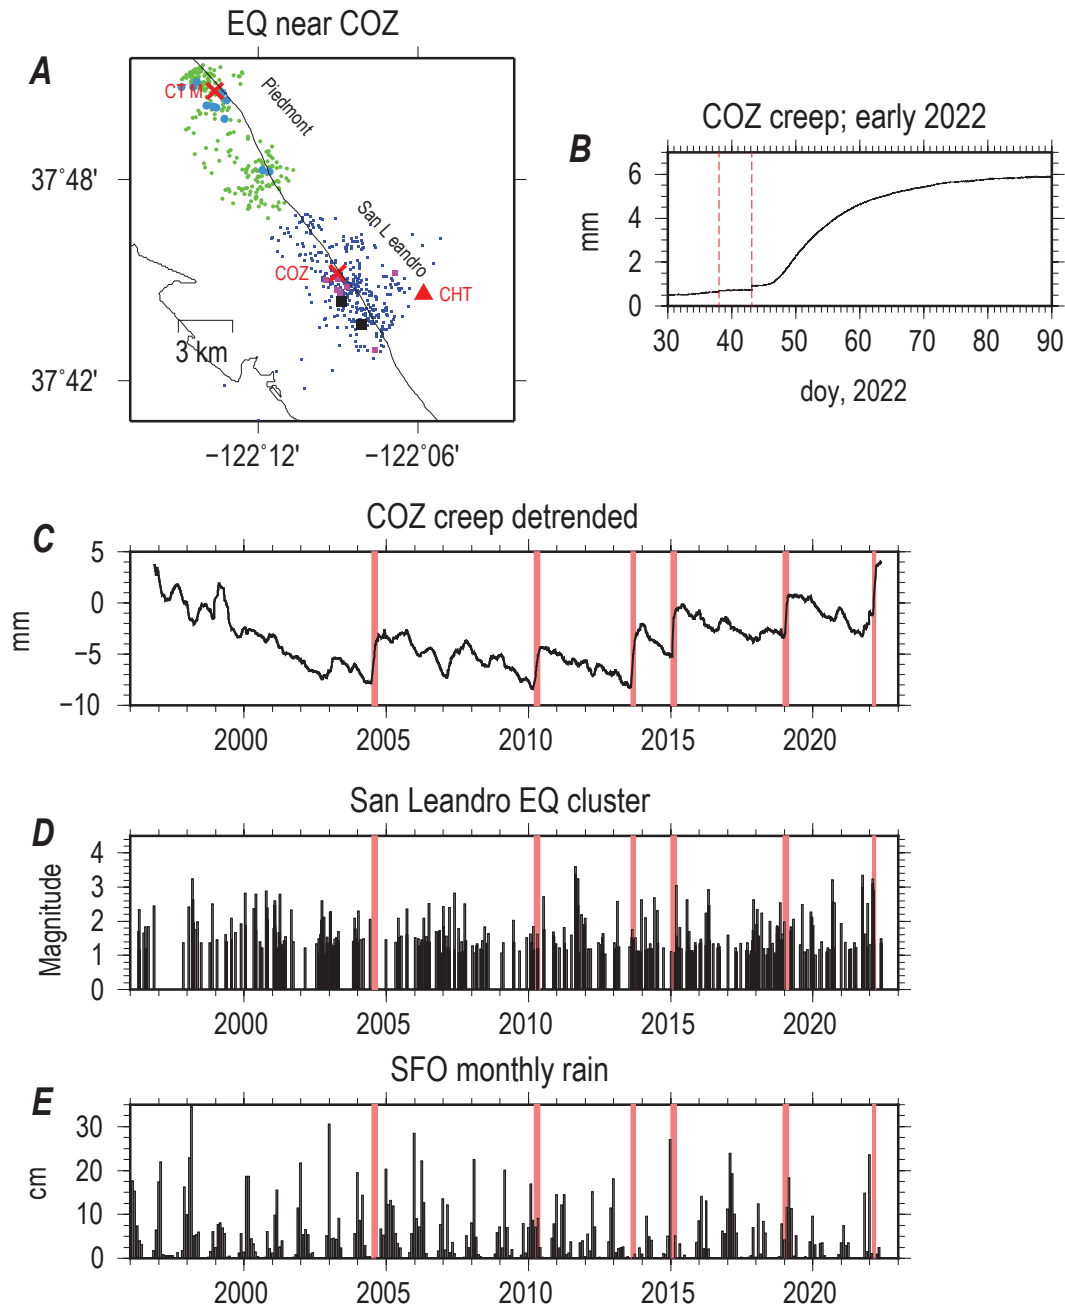 EQ near COZ
A
CTM
Piedmont
37°48'
San Leandro
COZ
CHT
3 km
37°42'
−122°12'
−122°06'
COZ creep; early 2022
B
mm
6
4
2
0
30 40 50 60 70 80 90
doy, 2022
COZ creep detrended
C
mm
5
0
−5
−10
2000 2005 2010 2015 2020
San Leandro EQ cluster
D
Magnitude
4
3
2
1
0
2000 2005 2010 2015 2020
SFO monthly rain
E
cm
30
20
10
0
2000 2005 2010 2015 2020